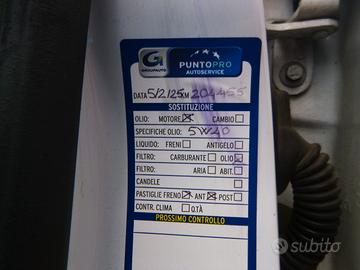 G GROUPAUTO PUNTOPRO AUTOSERVICE
DATA 5/2/25 KM 204455
SOSTITUZIONE
OLIO: MOTORE CAMBIO
SPECIFICHE OLIO: 5W40
LIQUIDO: FRENI ANTIGELO
FILTRO: CARBURANTE OLIO
FILTRO: ARIA ABIT.
CANDELE
PASTIGLIE FRENO ANT POST
CONTR. CLIMA Q.TÀ
PROSSIMO CONTROLLO
subito